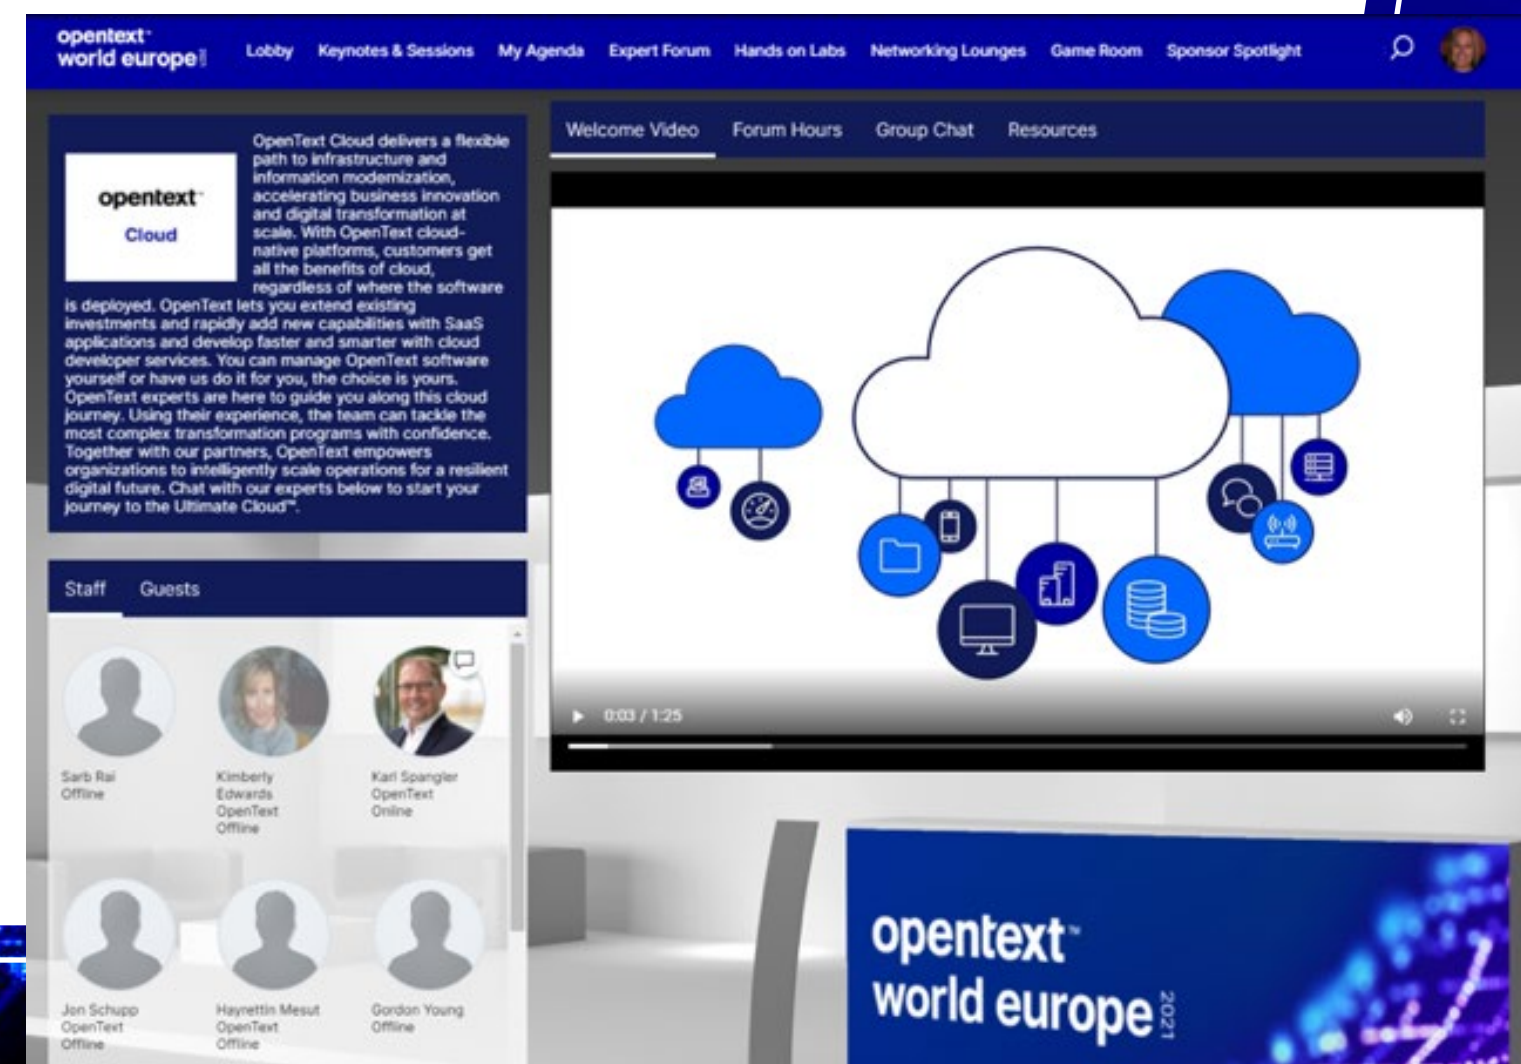 opentext™
world europe 2021
Lobby
Keynotes & Sessions
My Agenda
Expert Forum
Hands on Labs
Networking Lounges
Game Room
Sponsor Spotlight
opentext™
Cloud
OpenText Cloud delivers a flexible
path to infrastructure and
information modernization,
accelerating business innovation
and digital transformation at
scale. With OpenText cloud-
native platforms, customers get
all the benefits of cloud,
regardless of where the software
is deployed. OpenText lets you extend existing
investments and rapidly add new capabilities with SaaS
applications and develop faster and smarter with cloud
developer services. You can manage OpenText software
yourself or have us do it for you, the choice is yours.
OpenText experts are here to guide you along this cloud
journey. Using their experience, the team can tackle the
most complex transformation programs with confidence.
Together with our partners, OpenText empowers
organizations to intelligently scale operations for a resilient
digital future. Chat with our experts below to start your
journey to the Ultimate Cloud™.
Welcome Video
Forum Hours
Group Chat
Resources
0:03 / 1:25
Staff
Guests
Sarb Rai
Offline
Kimberly
Edwards
OpenText
Offline
Karl Spangler
OpenText
Online
Jon Schupp
OpenText
Offline
Hayrettin Mesut
OpenText
Offline
Gordon Young
Offline
opentext™
world europe 2021